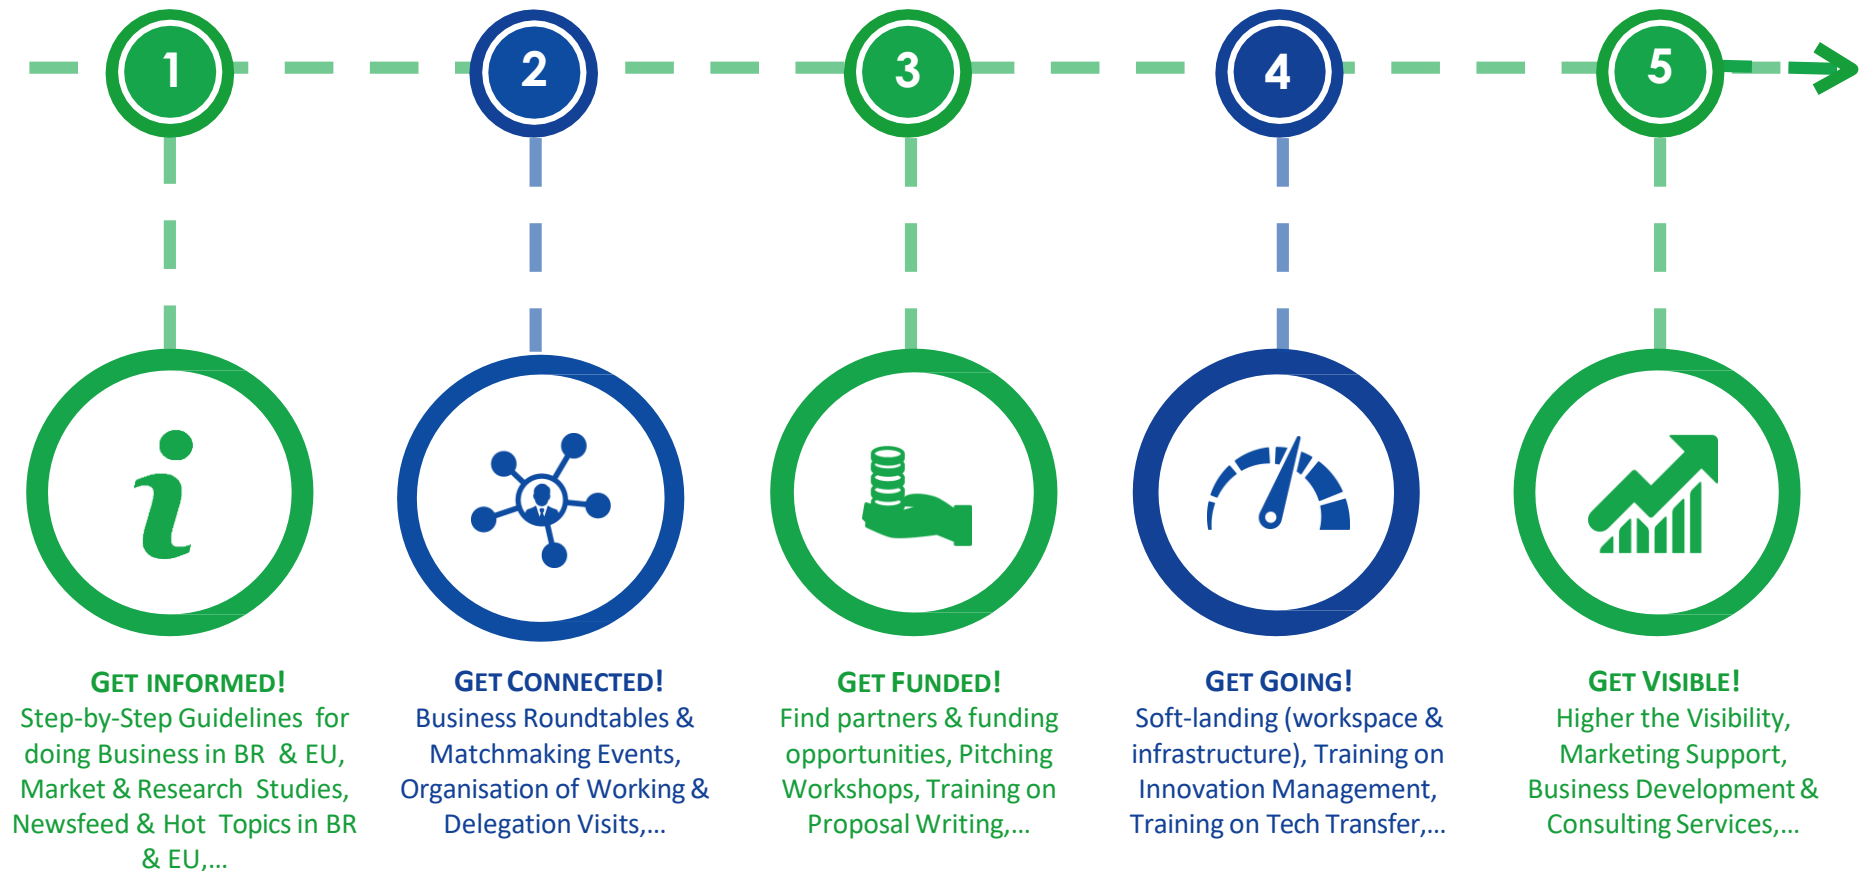 1
2
3
4
5
GET INFORMED!
Step-by-Step Guidelines for
doing Business in BR & EU,
Market & Research Studies,
Newsfeed & Hot Topics in BR
& EU,...
GET CONNECTED!
Business Roundtables &
Matchmaking Events,
Organisation of Working &
Delegation Visits,...
GET FUNDED!
Find partners & funding
opportunities, Pitching
Workshops, Training on
Proposal Writing,...
GET GOING!
Soft-landing (workspace &
infrastructure), Training on
Innovation Management,
Training on Tech Transfer,...
GET VISIBLE!
Higher the Visibility,
Marketing Support,
Business Development &
Consulting Services,...